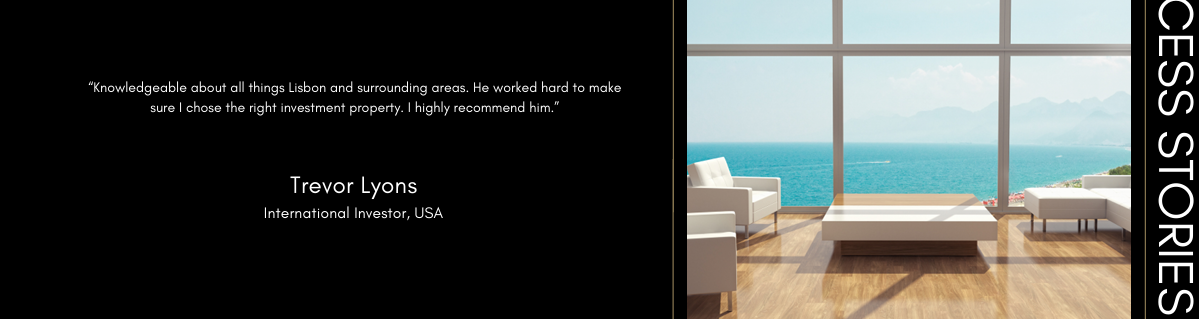 “Knowledgeable about all things Lisbon and surrounding areas. He worked hard to make
sure I chose the right investment property. I highly recommend him.”
Trevor Lyons
International Investor, USA
CESS STORIES